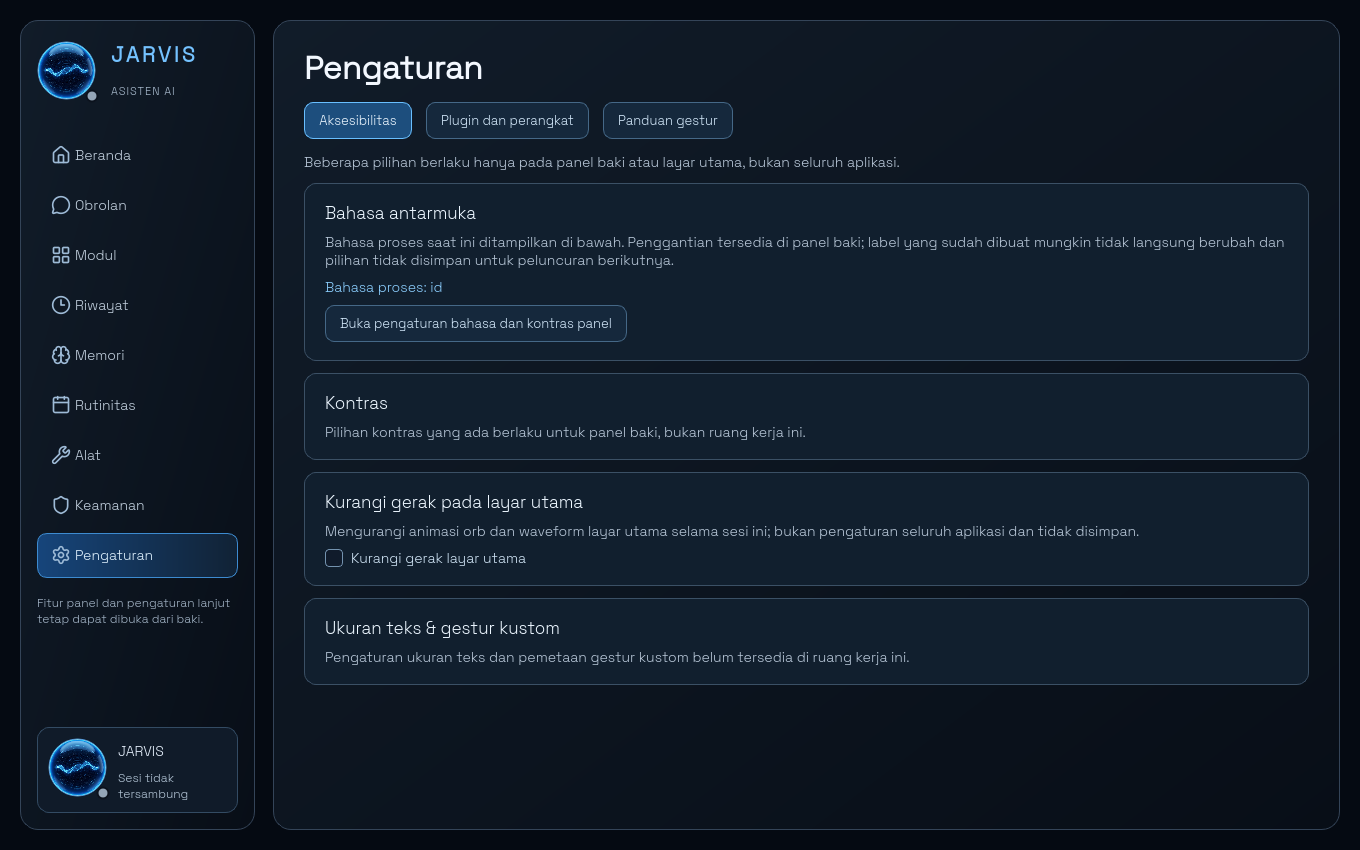 JARVIS
ASISTEN AI
Beranda
Obrolan
Modul
Riwayat
Memori
Rutinitas
Alat
Keamanan
Pengaturan
Fitur panel dan pengaturan lanjut
tetap dapat dibuka dari baki.
JARVIS
Sesi tidak
tersambung
Pengaturan
Aksesibilitas
Plugin dan perangkat
Panduan gestur
Beberapa pilihan berlaku hanya pada panel baki atau layar utama, bukan seluruh aplikasi.
Bahasa antarmuka
Bahasa proses saat ini ditampilkan di bawah. Penggantian tersedia di panel baki; label yang sudah dibuat mungkin tidak langsung berubah dan
pilihan tidak disimpan untuk peluncuran berikutnya.
Bahasa proses: id
Buka pengaturan bahasa dan kontras panel
Kontras
Pilihan kontras yang ada berlaku untuk panel baki, bukan ruang kerja ini.
Kurangi gerak pada layar utama
Mengurangi animasi orb dan waveform layar utama selama sesi ini; bukan pengaturan seluruh aplikasi dan tidak disimpan.
Kurangi gerak layar utama
Ukuran teks & gestur kustom
Pengaturan ukuran teks dan pemetaan gestur kustom belum tersedia di ruang kerja ini.